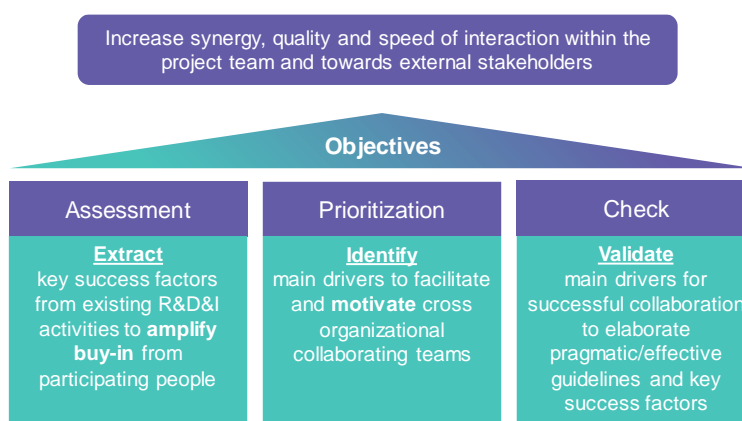 Increase synergy, quality and speed of interaction within the
project team and towards external stakeholders
Objectives
Assessment
Extract
key success factors
from existing R&D&I
activities to amplify
buy-in from
participating people
Prioritization
Identify
main drivers to facilitate
and motivate cross
organizational
collaborating teams
Check
Validate
main drivers for
successful collaboration
to elaborate
pragmatic/effective
guidelines and key
success factors